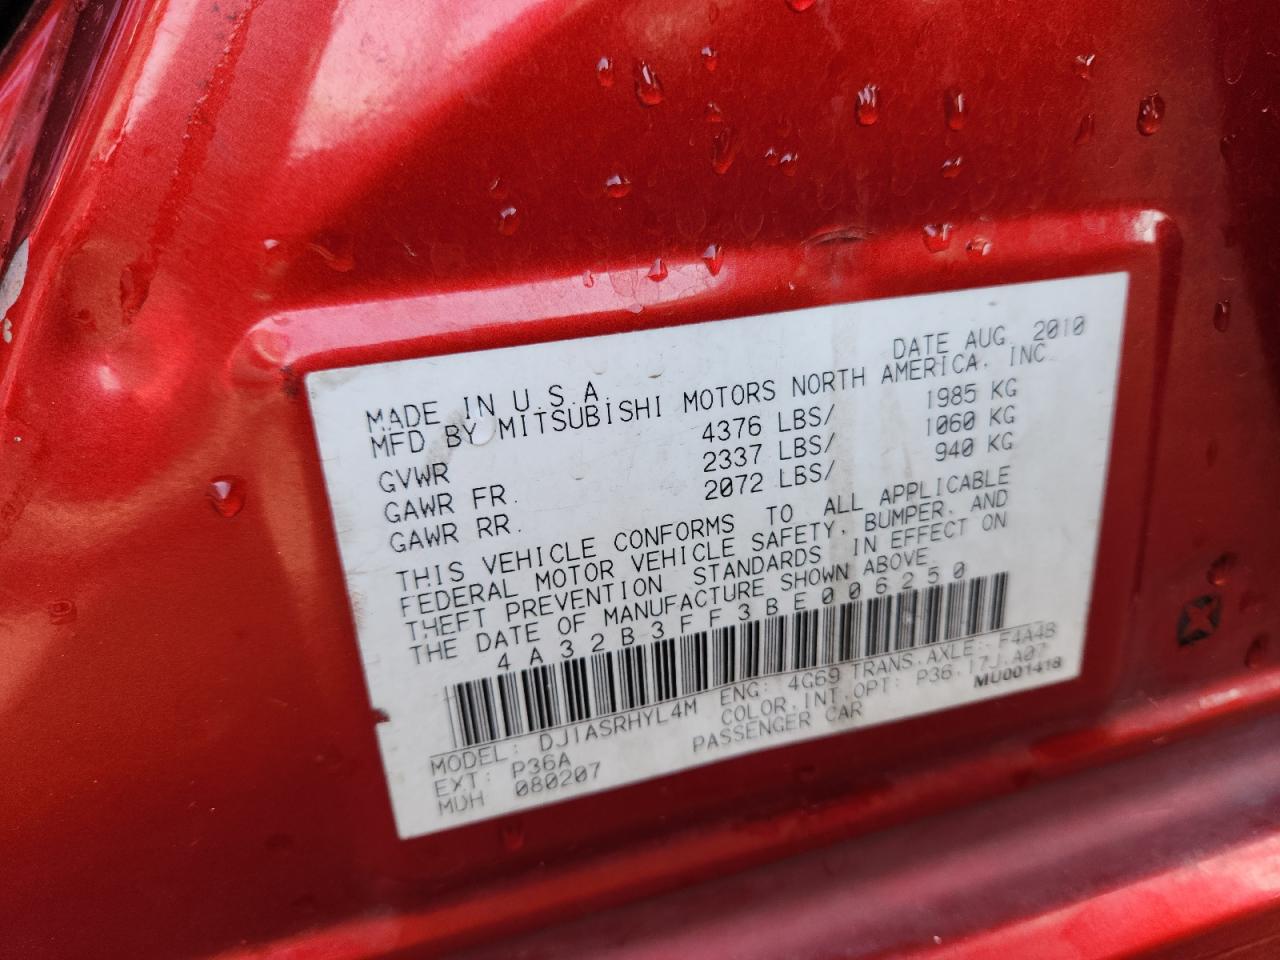 DATE AUG. 2010
MADE IN U.S.A.
MFD BY MITSUBISHI MOTORS NORTH AMERICA, INC.
GVWR 4376 LBS/ 1985 KG
GAWR FR. 2337 LBS/ 1060 KG
GAWR RR. 2072 LBS/ 940 KG
THIS VEHICLE CONFORMS TO ALL APPLICABLE
FEDERAL MOTOR VEHICLE SAFETY, BUMPER, AND
THEFT PREVENTION STANDARDS IN EFFECT ON
THE DATE OF MANUFACTURE SHOWN ABOVE
4A32B3FF3BE006250
MODEL: DJ1ASRHYL4M ENG: 4G69 TRANS.AXLE: F4A4B
EXT: P36A COLOR.INT.OPT: P36.17J.A07
MDH 080207 PASSENGER CAR MU001418